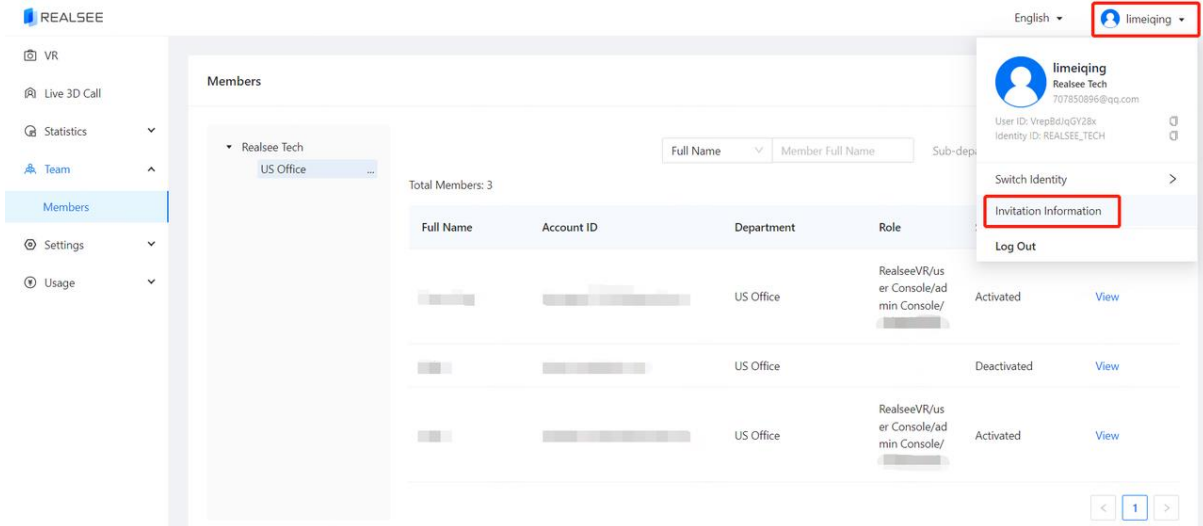 REALSEE
English
limeiqing
VR
Live 3D Call
Statistics
Team
Members
Settings
Usage
Members
Realsee Tech
US Office
...
Full Name
Member Full Name
Sub-depa
Total Members: 3
Full Name
Account ID
Department
Role
US Office
RealseeVR/us
er Console/ad
min Console/
Activated
View
US Office
Deactivated
View
US Office
RealseeVR/us
er Console/ad
min Console/
Activated
View
<
1
>
limeiqing
Realsee Tech
707850896@qq.com
User ID: VrepBdJqGY28x
Identity ID: REALSEE_TECH
Switch Identity
Invitation Information
Log Out